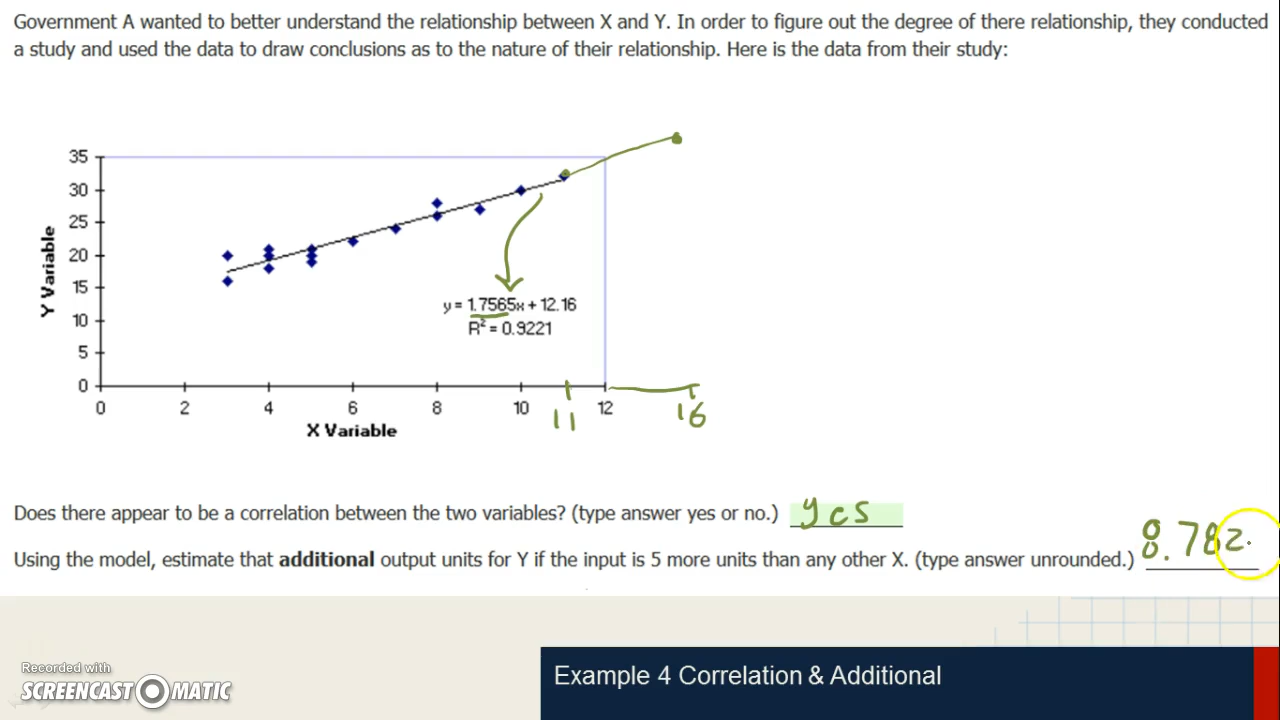 Government A wanted to better understand the relationship between X and Y. In order to figure out the degree of there relationship, they conducted
a study and used the data to draw conclusions as to the nature of their relationship. Here is the data from their study:
35
30
25
20
15
10
5
0
Y Variable
y = 1.7565x + 12.16
R² = 0.9221
0 2 4 6 8 10 12
11 16
X Variable
Does there appear to be a correlation between the two variables? (type answer yes or no.) yes
Using the model, estimate that additional output units for Y if the input is 5 more units than any other X. (type answer unrounded.) 8.782
Recorded with
SCREENCAST MATIC
Example 4 Correlation & Additional